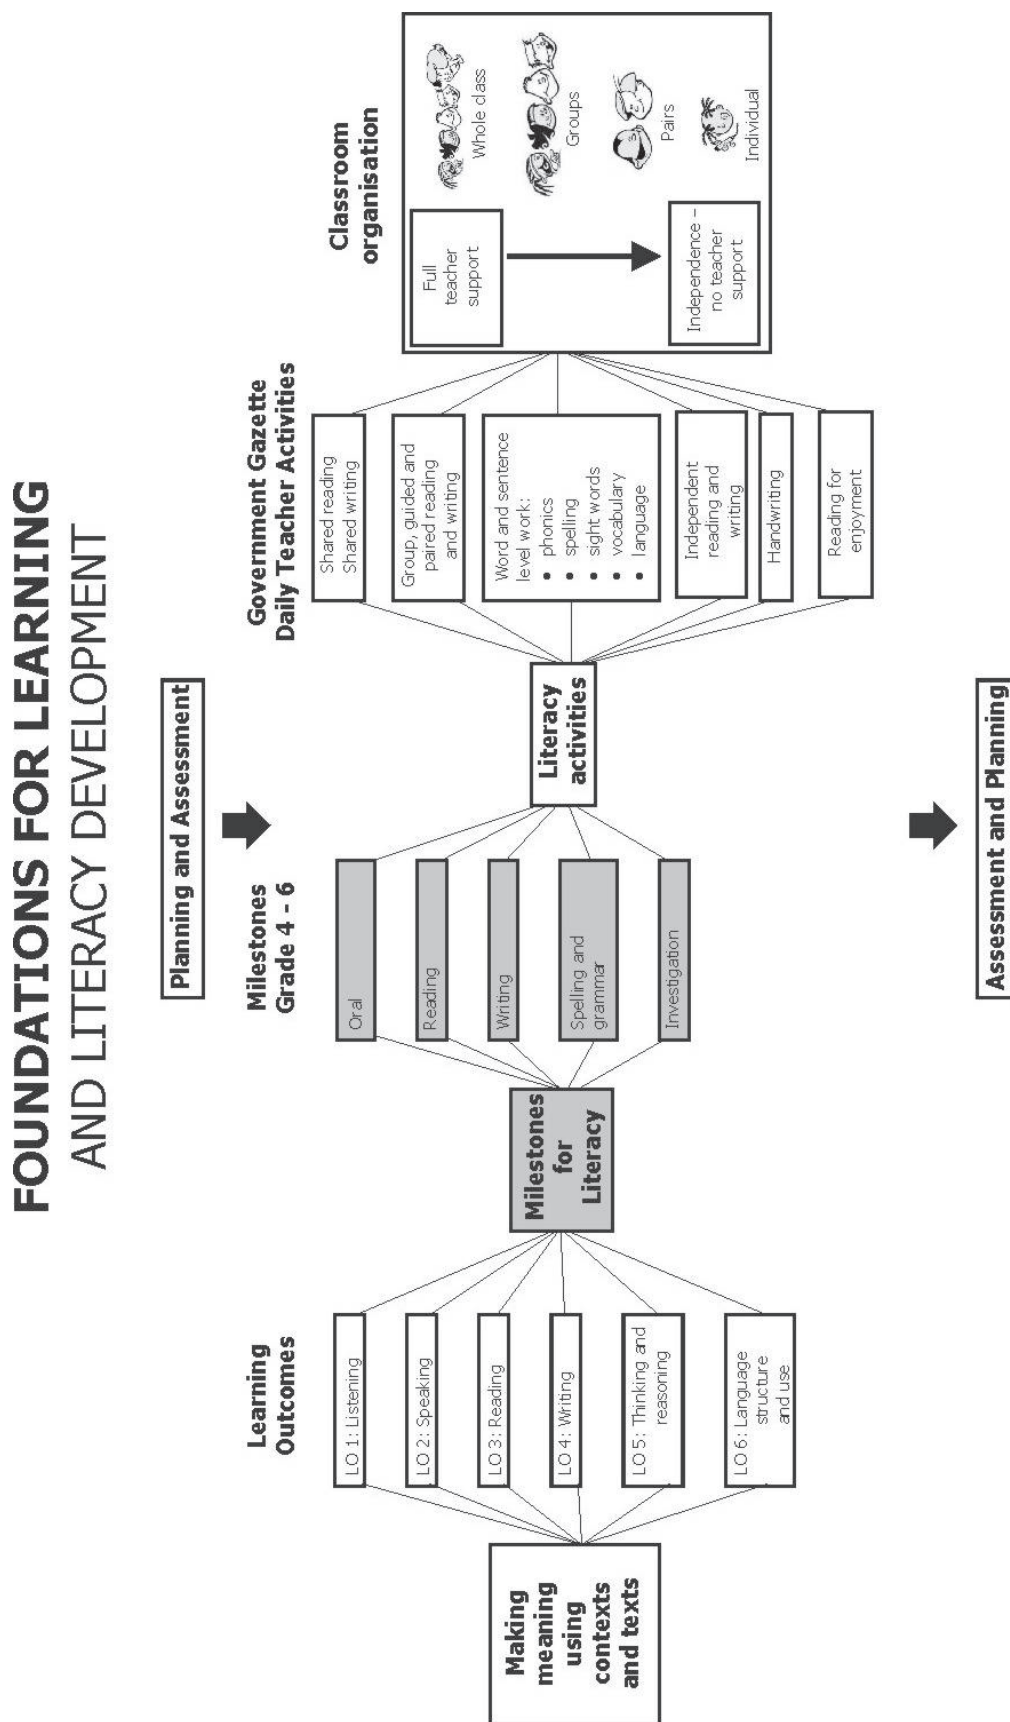 FOUNDATIONS FOR LEARNING
AND LITERACY DEVELOPMENT
Planning and Assessment
Learning
Outcomes
Milestones
Grade 4 – 6
Government Gazette
Daily Teacher Activities
Classroom
organisation
Making
meaning
using
contexts
and texts
LO 1: Listening
LO 2: Speaking
LO 3: Reading
LO 4: Writing
LO 5: Thinking and
reasoning
LO 6: Language
structure
and use
Milestones
for
Literacy
Oral
Reading
Writing
Spelling and
grammar
Investigation
Literacy
activities
Shared reading
Shared writing
Group, guided and
paired reading
and writing
Word and sentence
level work:
• phonics
• spelling
• sight words
• vocabulary
• language
Independent
reading and
writing
Handwriting
Reading for
enjoyment
Full
teacher
support
Independence –
no teacher
support
Whole class
Groups
Pairs
Individual
Assessment and Planning